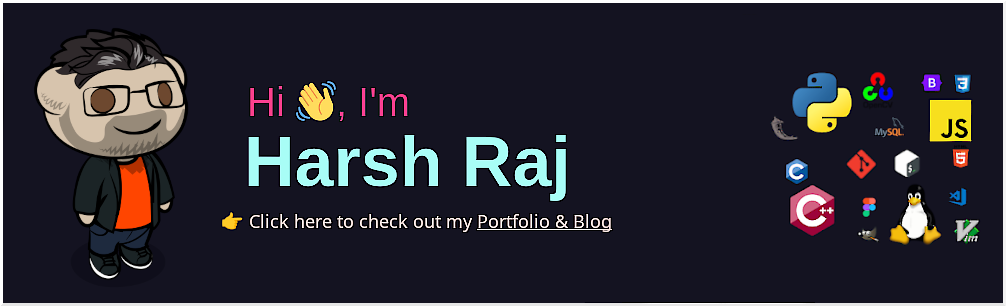 Hi 👋, I'm
Harsh Raj
👉 Click here to check out my Portfolio & Blog
B
3
MySQL
JS
5
C
$
C++
Vim